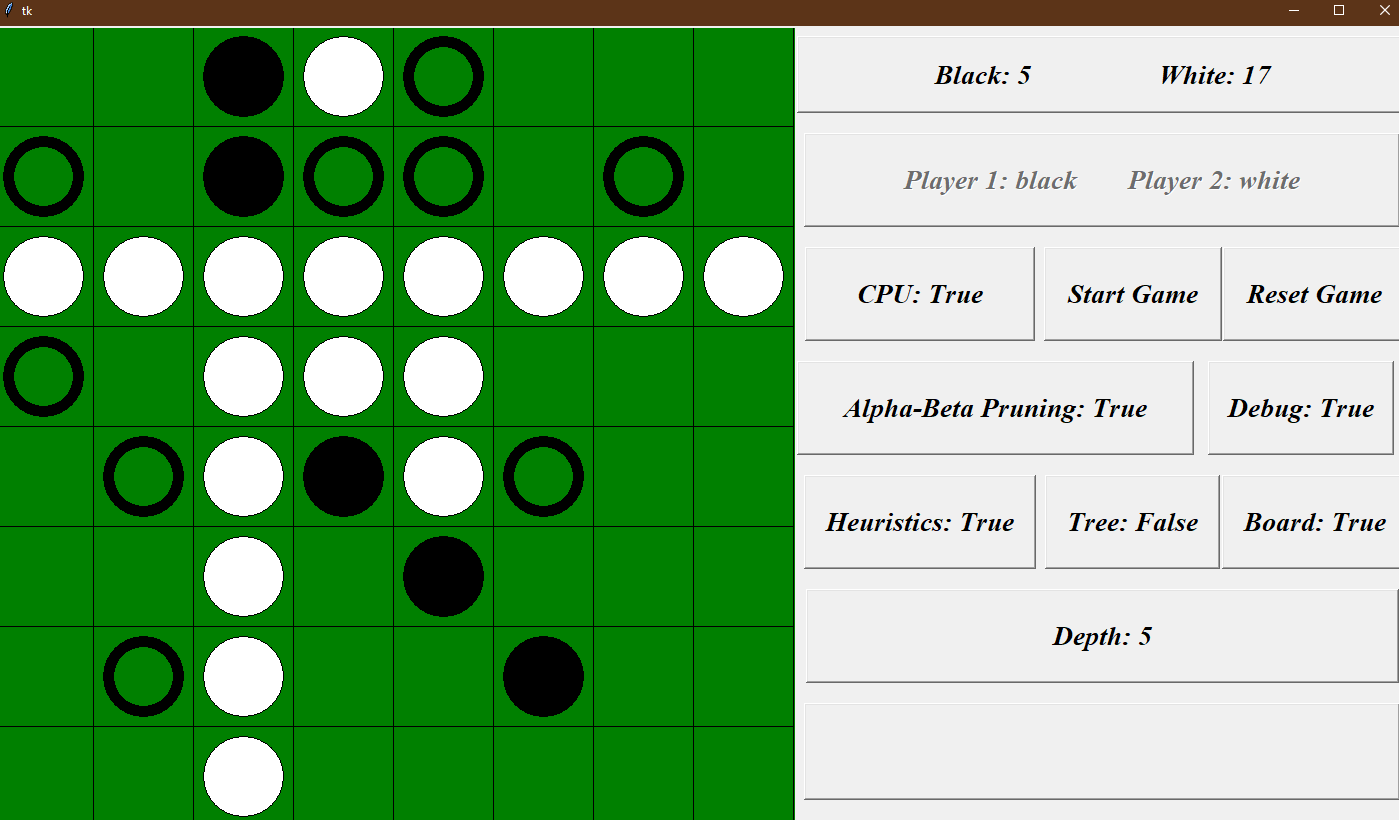 tk
Black: 5 White: 17
Player 1: black Player 2: white
CPU: True Start Game Reset Game
Alpha-Beta Pruning: True Debug: True
Heuristics: True Tree: False Board: True
Depth: 5